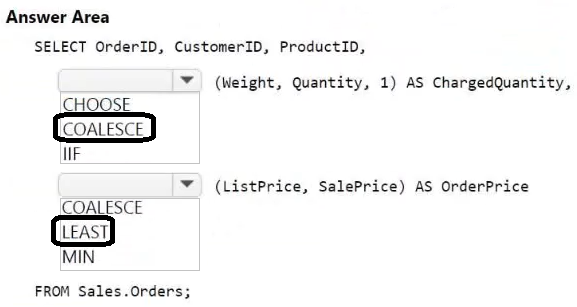 Answer Area
SELECT OrderID, CustomerID, ProductID,
(Weight, Quantity, 1) AS ChargedQuantity,
CHOOSE
COALESCE
IIF
(ListPrice, SalePrice) AS OrderPrice
COALESCE
LEAST
MIN
FROM Sales.Orders;